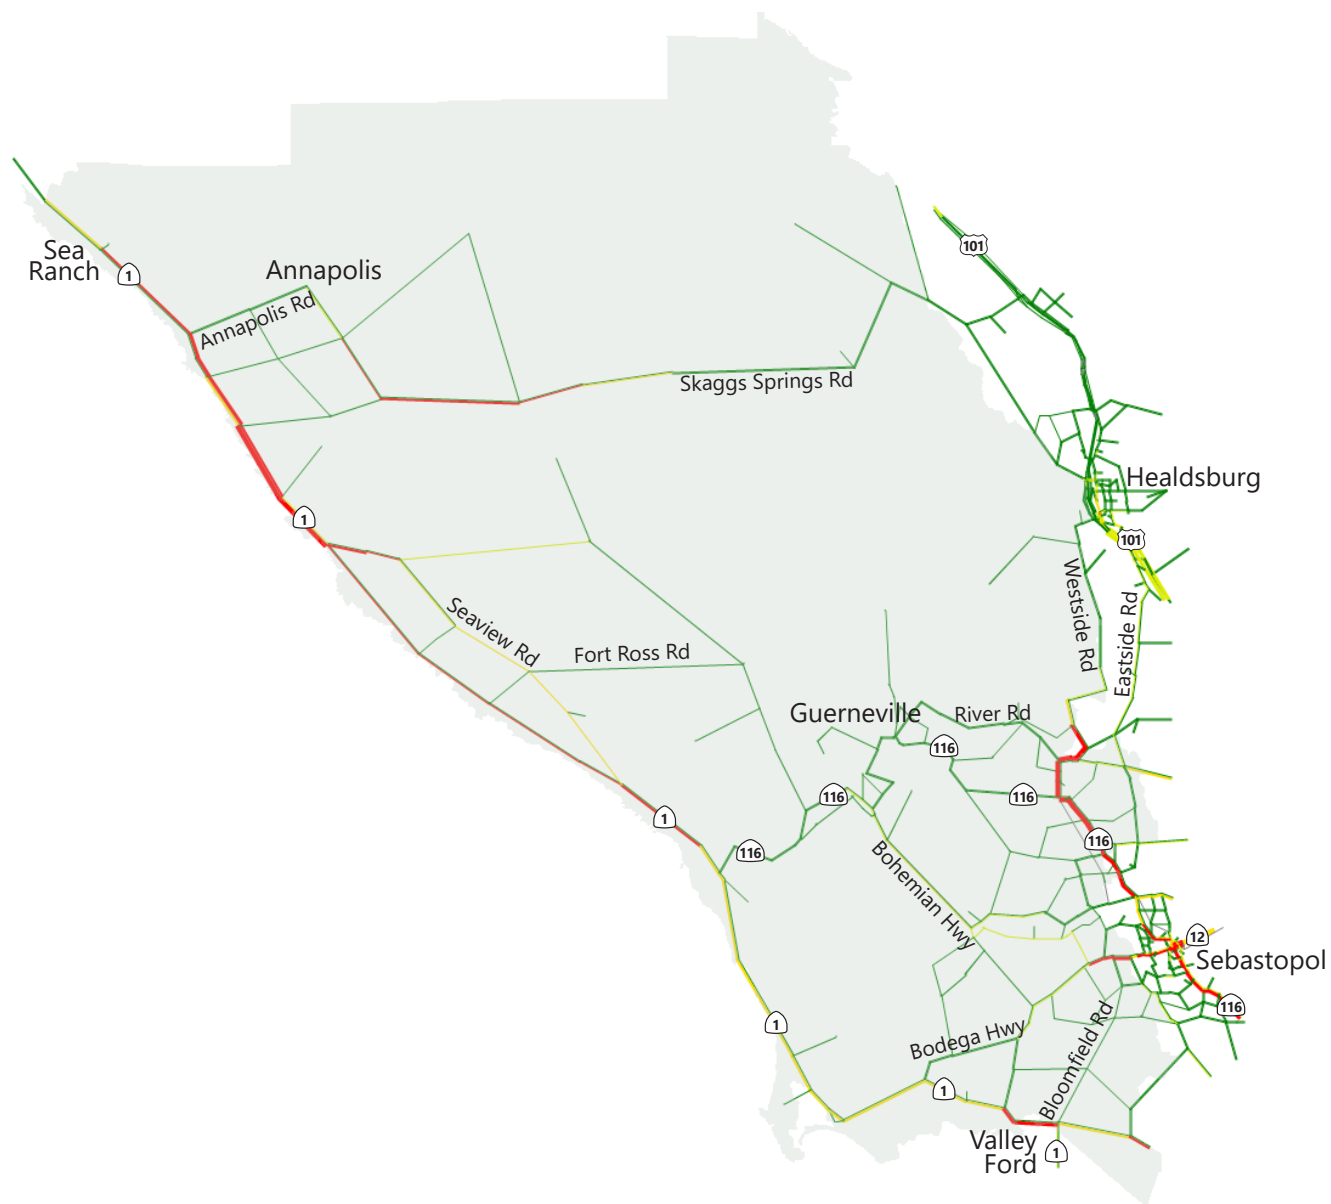 101
Sea
Ranch
1
Annapolis
Annapolis Rd
Skaggs Springs Rd
Healdsburg
1
101
Westside Rd
Eastside Rd
Seaview Rd
Fort Ross Rd
Guerneville
River Rd
116
116
116
1
116
116
Bohemian Hwy
12
Sebastopol
116
1
Bodega Hwy
Bloomfield Rd
1
Valley
Ford
1